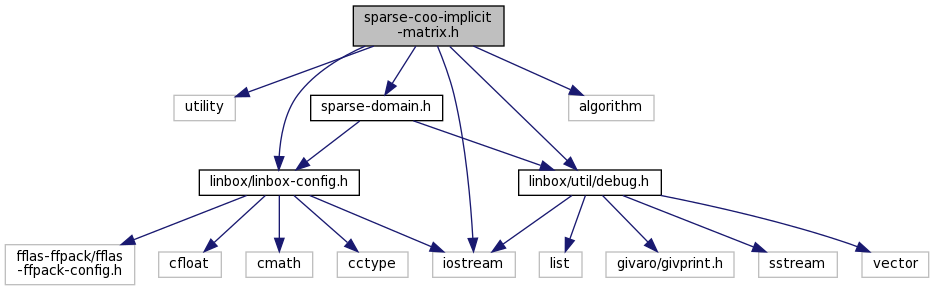 sparse-coo-implicit
-matrix.h
utility
sparse-domain.h
algorithm
linbox/linbox-config.h
linbox/util/debug.h
fflas-ffpack/fflas
-ffpack-config.h
cfloat
cmath
cctype
iostream
list
givaro/givprint.h
sstream
vector